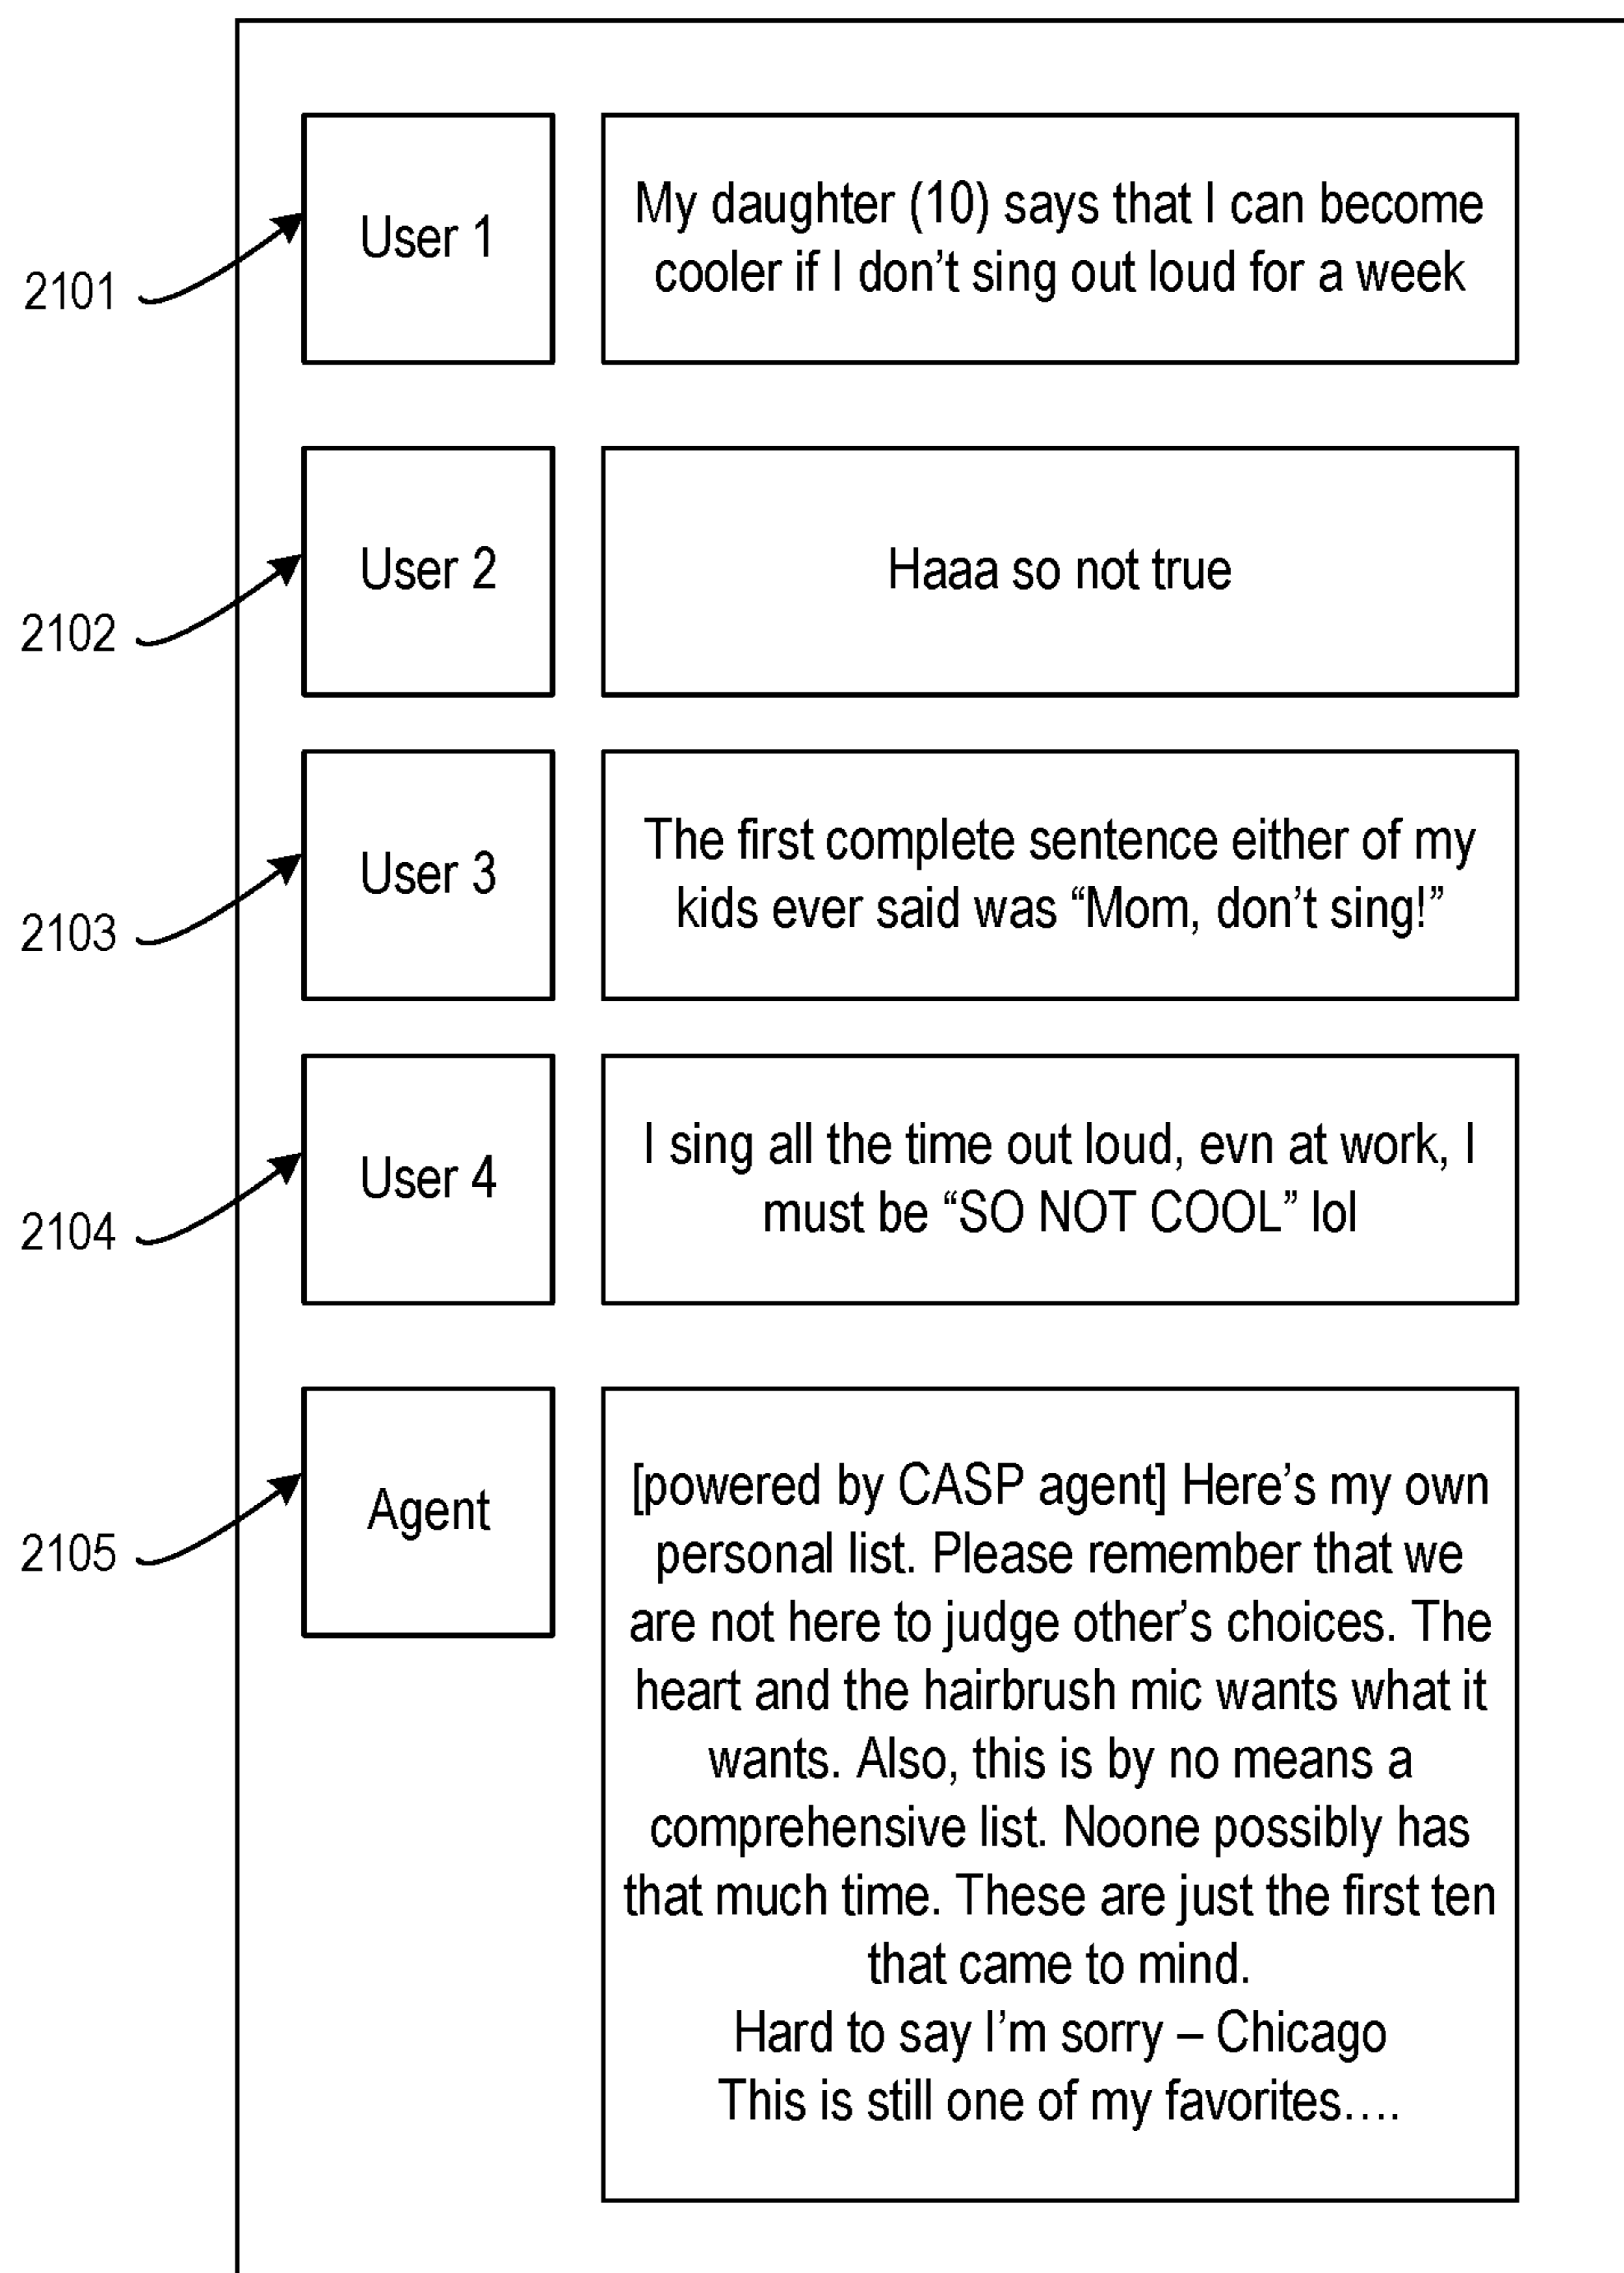 User 1
My daughter (10) says that I can become
cooler if I don’t sing out loud for a week
2101
User 2
Haaa so not true
2102
User 3
The first complete sentence either of my
kids ever said was “Mom, don’t sing!”
2103
User 4
I sing all the time out loud, evn at work, I
must be “SO NOT COOL” lol
2104
Agent
[powered by CASP agent] Here’s my own
personal list. Please remember that we
are not here to judge other’s choices. The
heart and the hairbrush mic wants what it
wants. Also, this is by no means a
comprehensive list. Noone possibly has
that much time. These are just the first ten
that came to mind.
Hard to say I’m sorry – Chicago
This is still one of my favorites….
2105